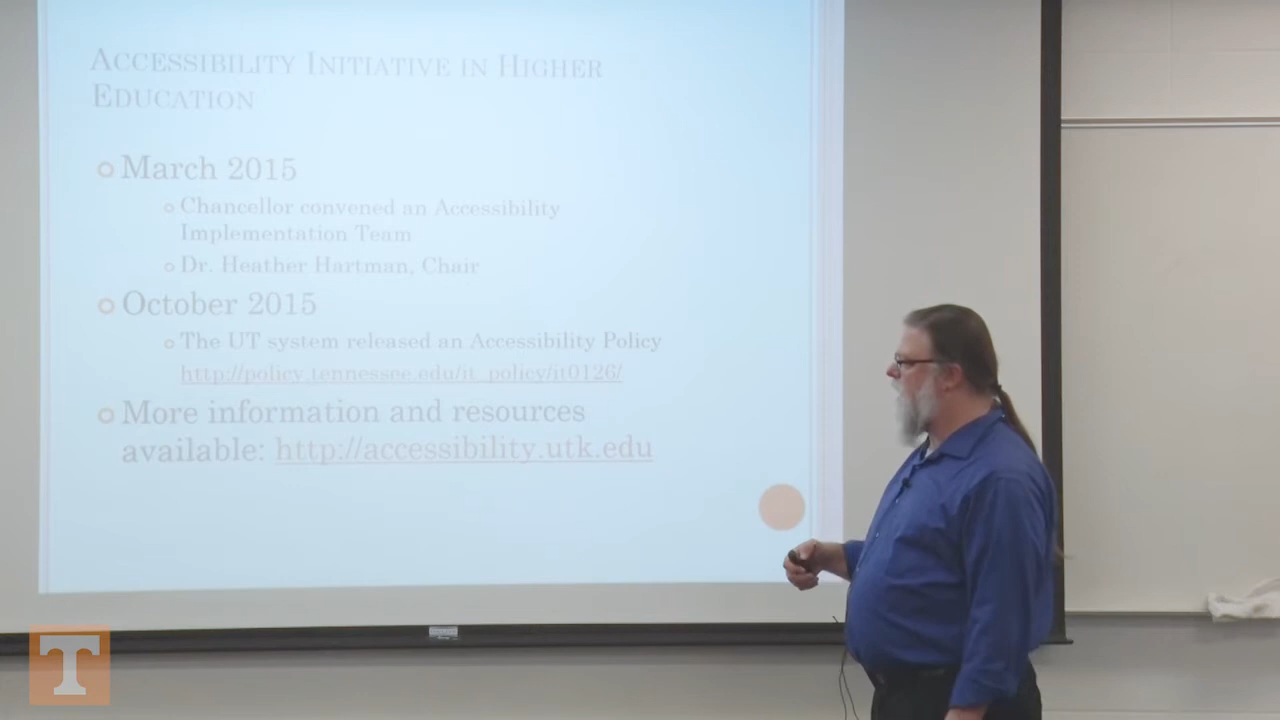 ACCESSIBILITY INITIATIVE IN HIGHER
EDUCATION
March 2015
Chancellor convened an Accessibility
Implementation Team
Dr. Heather Hartman, Chair
October 2015
The UT system released an Accessibility Policy
http://policy.tennessee.edu/it_policy/it0126/
More information and resources
available: http://accessibility.utk.edu
T